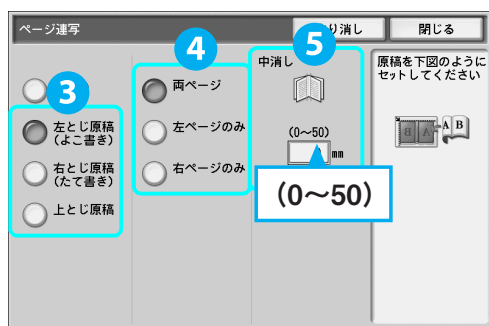 ページ連写
り消し
閉じる
3
4
5
左とじ原稿
(よこ書き)
右とじ原稿
(たて書き)
上とじ原稿
両ページ
左ページのみ
右ページのみ
中消し
(0~50)
mm
(0~50)
原稿を下図のように
セットしてください
B A A B